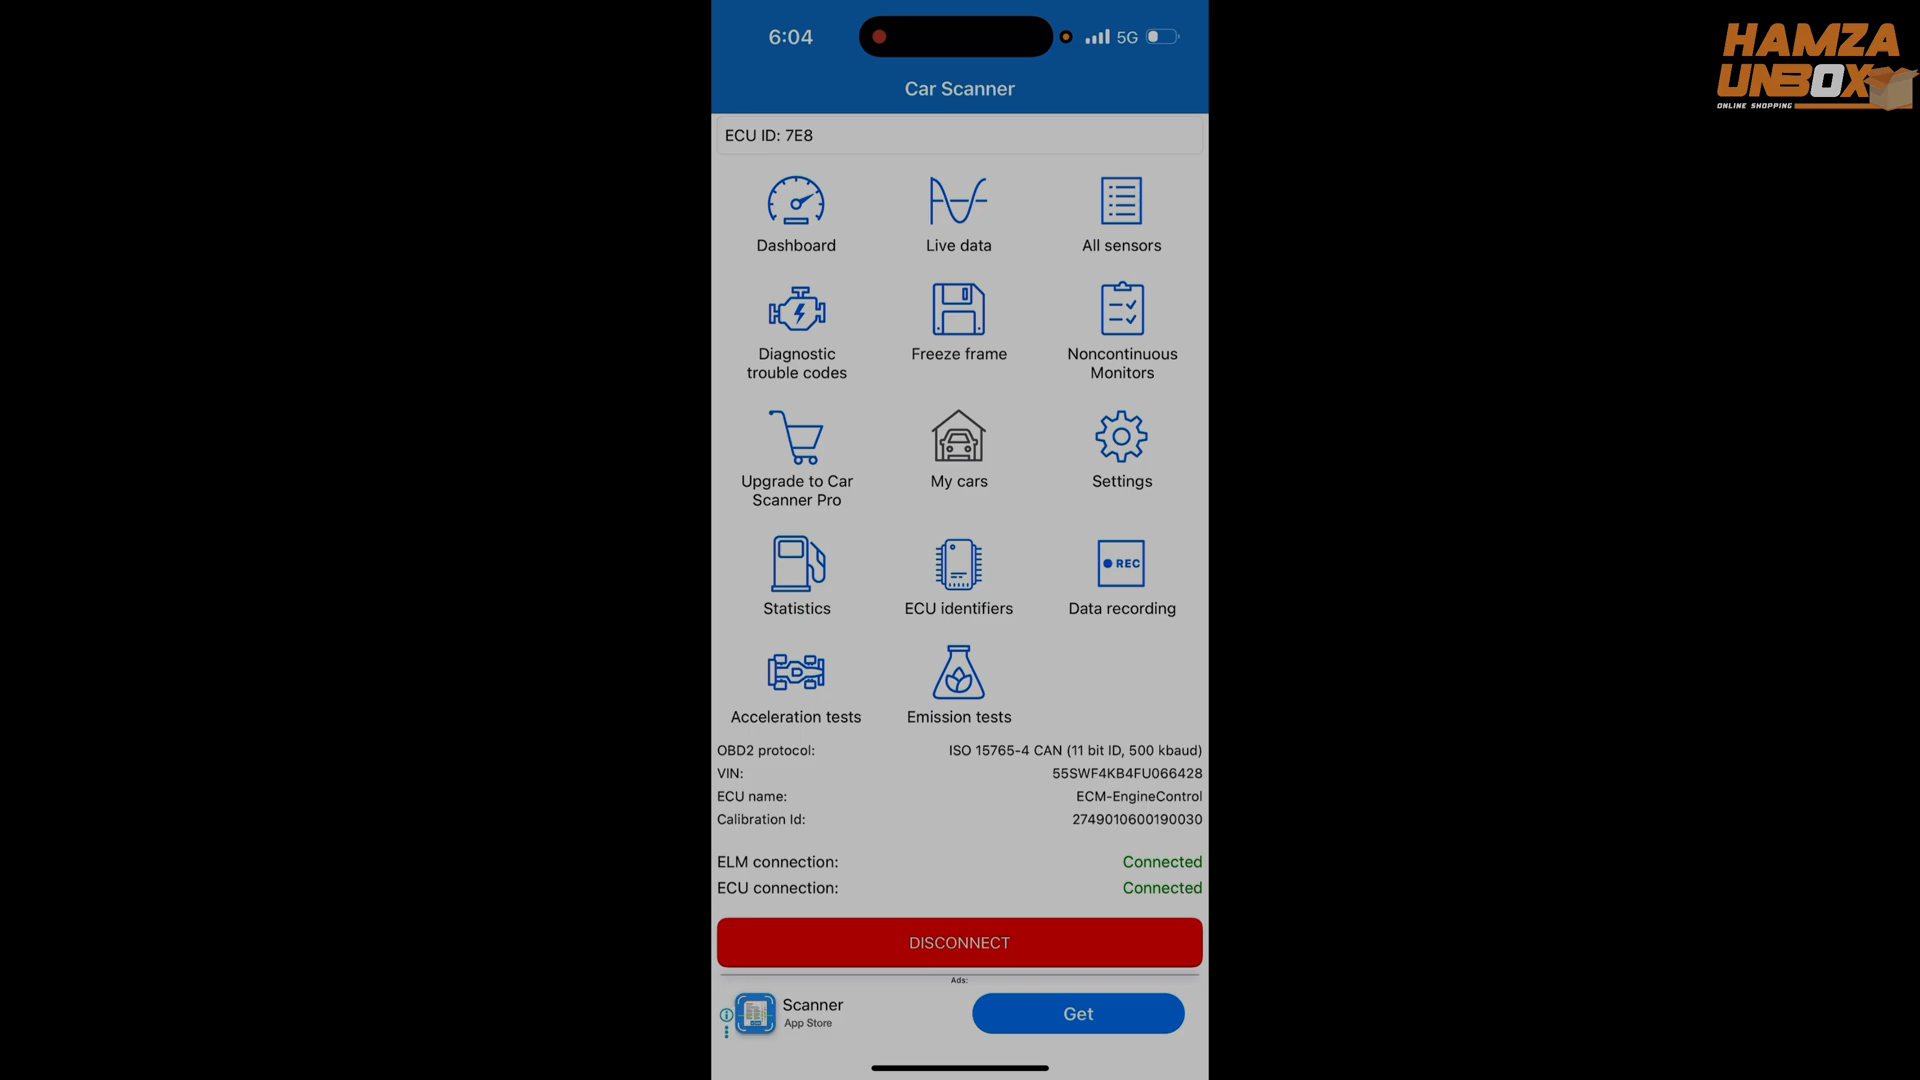 6:04
5G
HAMZA
UNBOX
ONLINE SHOPPING
Car Scanner
ECU ID: 7E8
Dashboard
Live data
All sensors
Diagnostic
trouble codes
Freeze frame
Noncontinuous
Monitors
Upgrade to Car
Scanner Pro
My cars
Settings
Statistics
ECU identifiers
REC
Data recording
Acceleration tests
Emission tests
OBD2 protocol: ISO 15765-4 CAN (11 bit ID, 500 kbaud)
VIN: 55SWF4KB4FU066428
ECU name: ECM-EngineControl
Calibration Id: 2749010600190030
ELM connection: Connected
ECU connection: Connected
DISCONNECT
Ads:
Scanner
App Store
Get